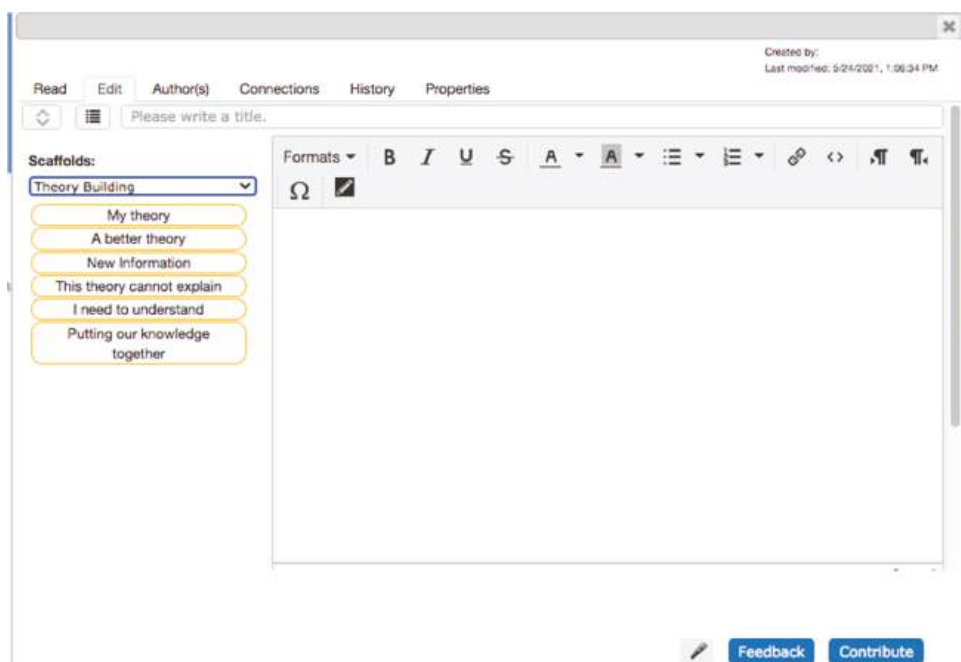 Created by:
Last modified: 5/24/2021, 1:06:34 PM
Read Edit Author(s) Connections History Properties
Please write a title.
Scaffolds:
Theory Building
My theory
A better theory
New Information
This theory cannot explain
I need to understand
Putting our knowledge
together
Formats B I U S A A
Ω
Feedback Contribute